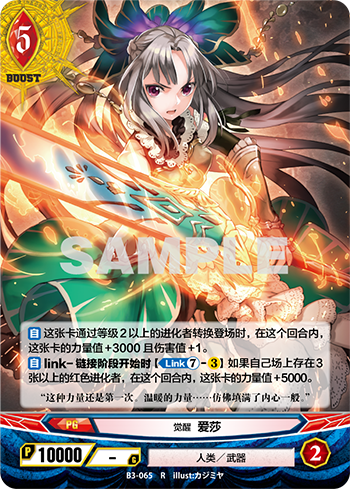 5
BOOST
SAMPLE
自 这张卡通过等级2以上的进化者转换登场时，在这个回合内，
这张卡的力量值+3000 且伤害值+1。
自 link－链接阶段开始时【Link 7 － 3】如果自己场上存在3
张以上的红色进化者，在这个回合内，这张卡的力量值+5000。
“这种力量还是第一次。温暖的力量……仿佛填满了内心一般。”
P6
觉醒 爱莎
P 10000 － G
人类／武器
2
B3-065 R illust:カジミヤ